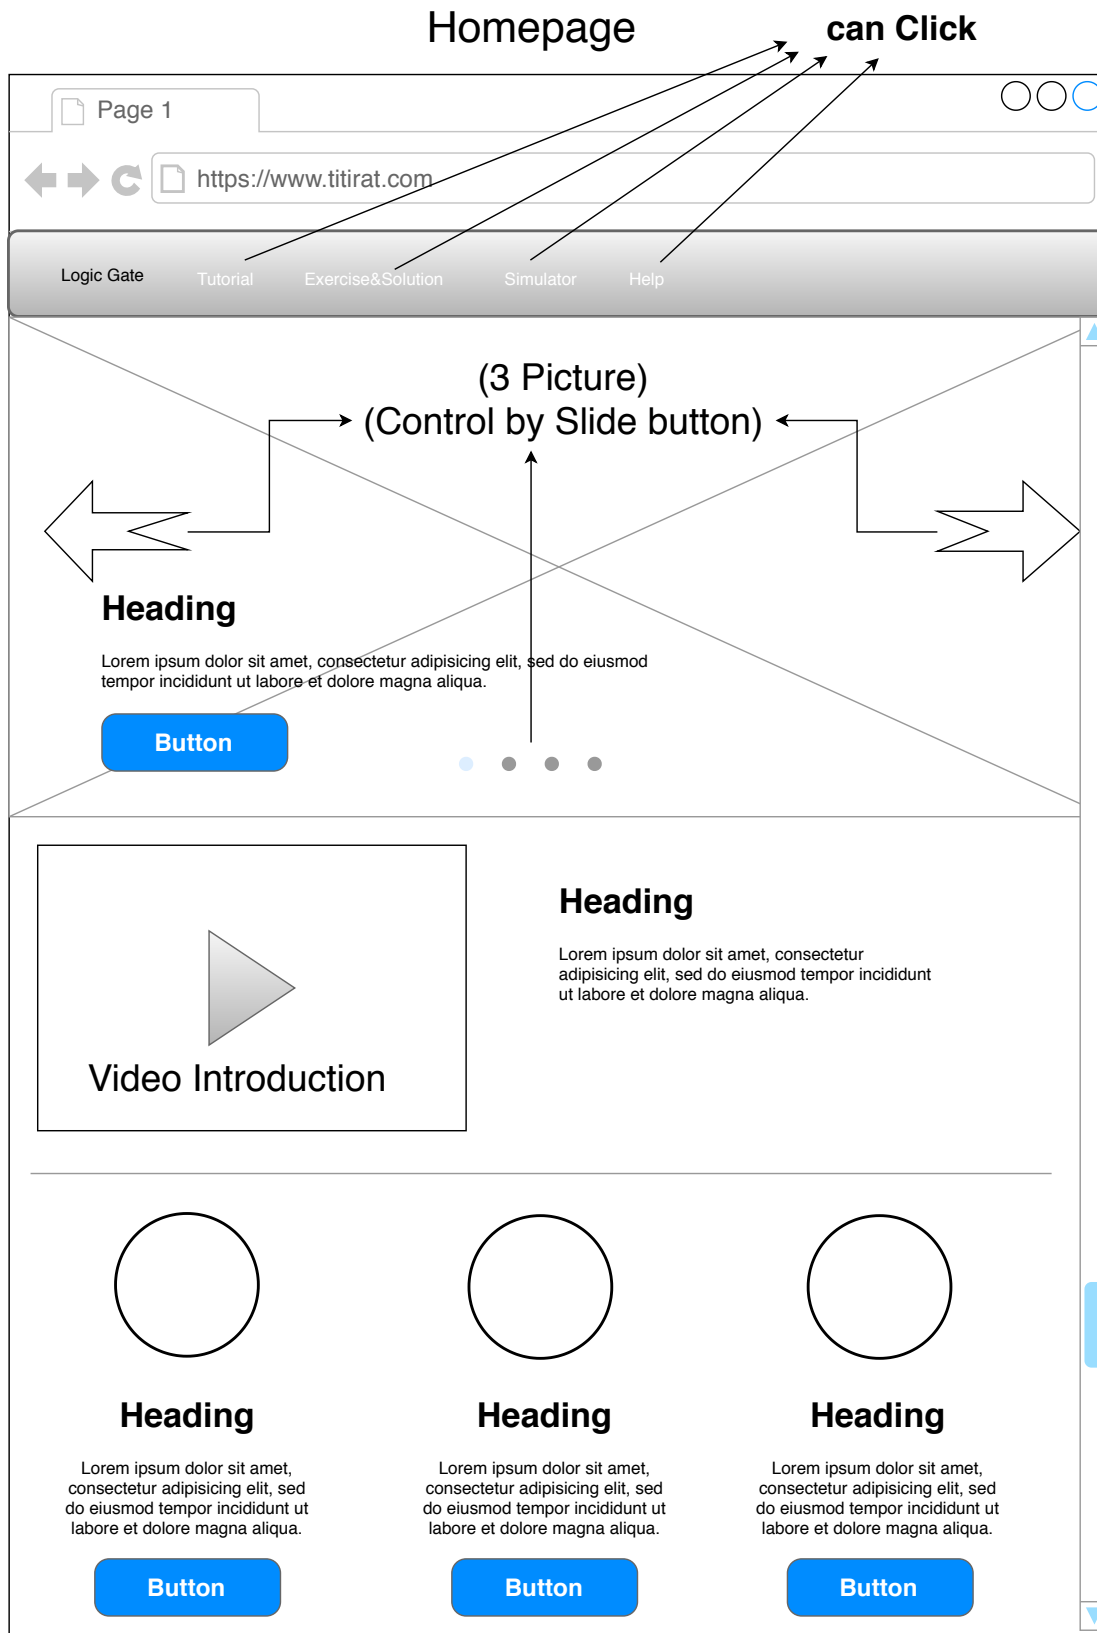 Homepage
can Click
Page 1
https://www.titirat.com
Logic Gate Tutorial Exercise&Solution Simulator Help
(3 Picture)
(Control by Slide button)
Heading
Lorem ipsum dolor sit amet, consectetur adipisicing elit, sed do eiusmod
tempor incididunt ut labore et dolore magna aliqua.
Button
Video Introduction
Heading
Lorem ipsum dolor sit amet, consectetur
adipisicing elit, sed do eiusmod tempor incididunt
ut labore et dolore magna aliqua.
Heading
Lorem ipsum dolor sit amet,
consectetur adipisicing elit, sed
do eiusmod tempor incididunt ut
labore et dolore magna aliqua.
Button
Heading
Lorem ipsum dolor sit amet,
consectetur adipisicing elit, sed
do eiusmod tempor incididunt ut
labore et dolore magna aliqua.
Button
Heading
Lorem ipsum dolor sit amet,
consectetur adipisicing elit, sed
do eiusmod tempor incididunt ut
labore et dolore magna aliqua.
Button